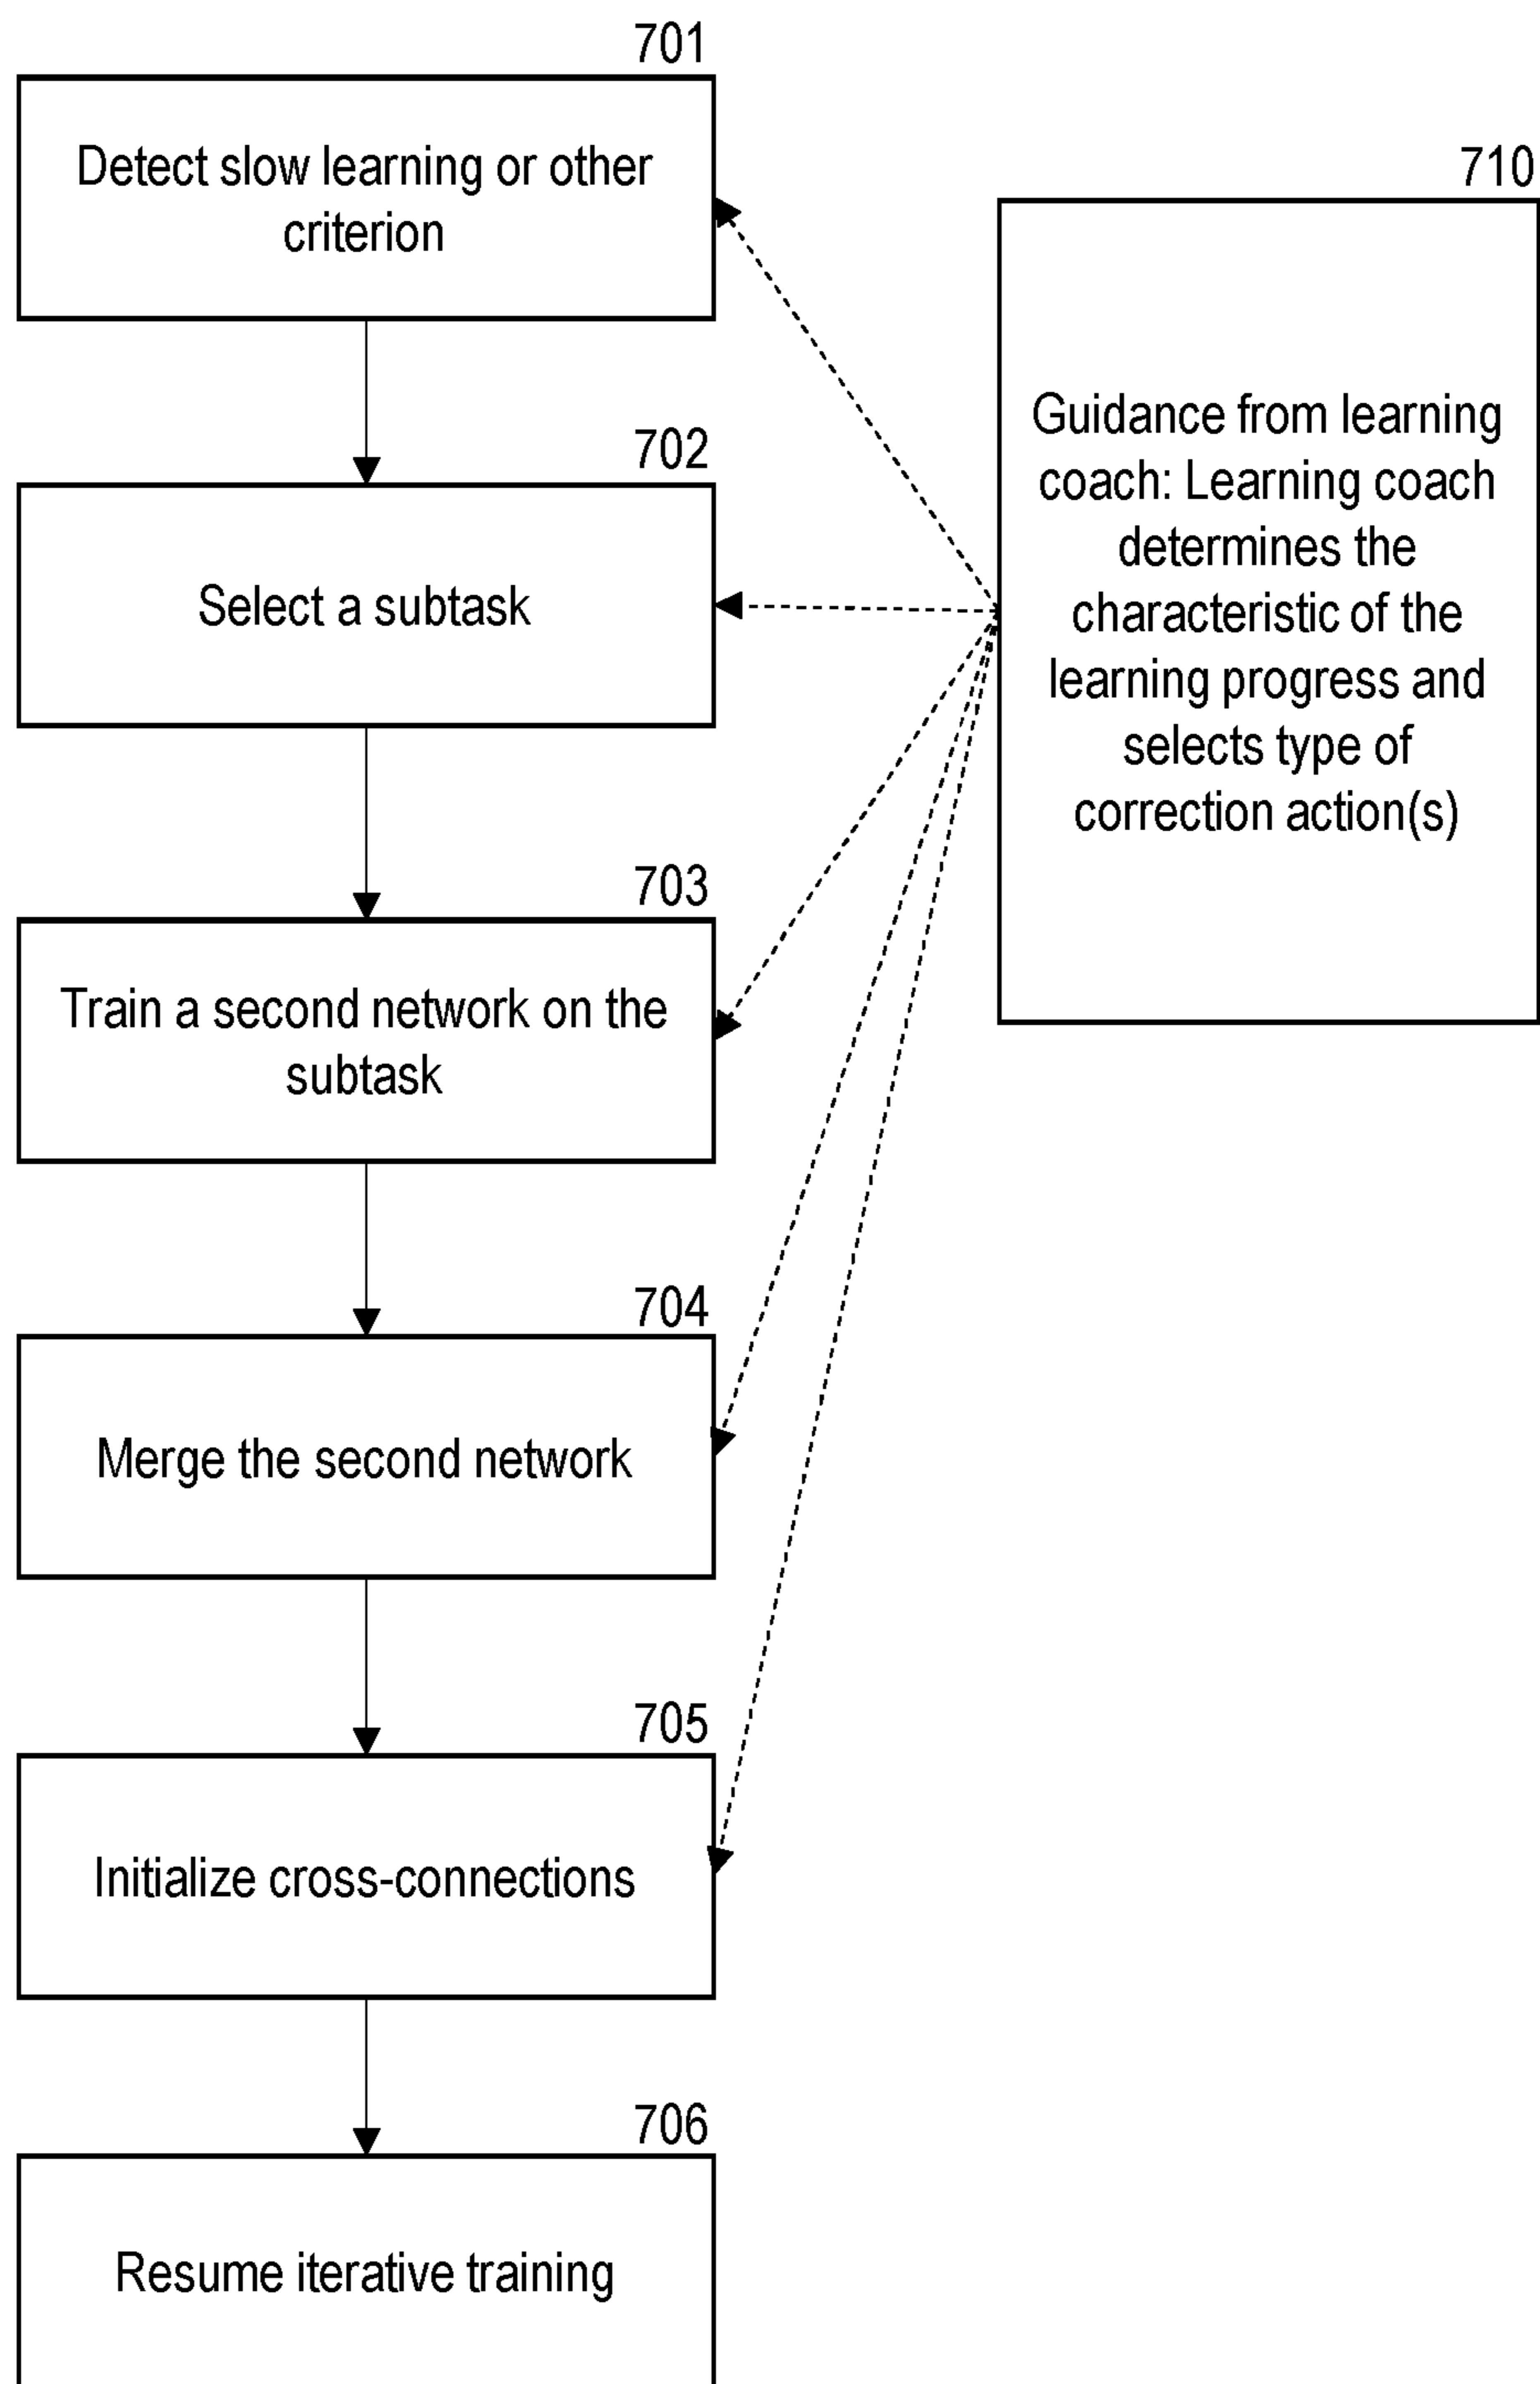 701
Detect slow learning or other
criterion
702
Select a subtask
703
Train a second network on the
subtask
704
Merge the second network
705
Initialize cross-connections
706
Resume iterative training
710
Guidance from learning
coach: Learning coach
determines the
characteristic of the
learning progress and
selects type of
correction action(s)